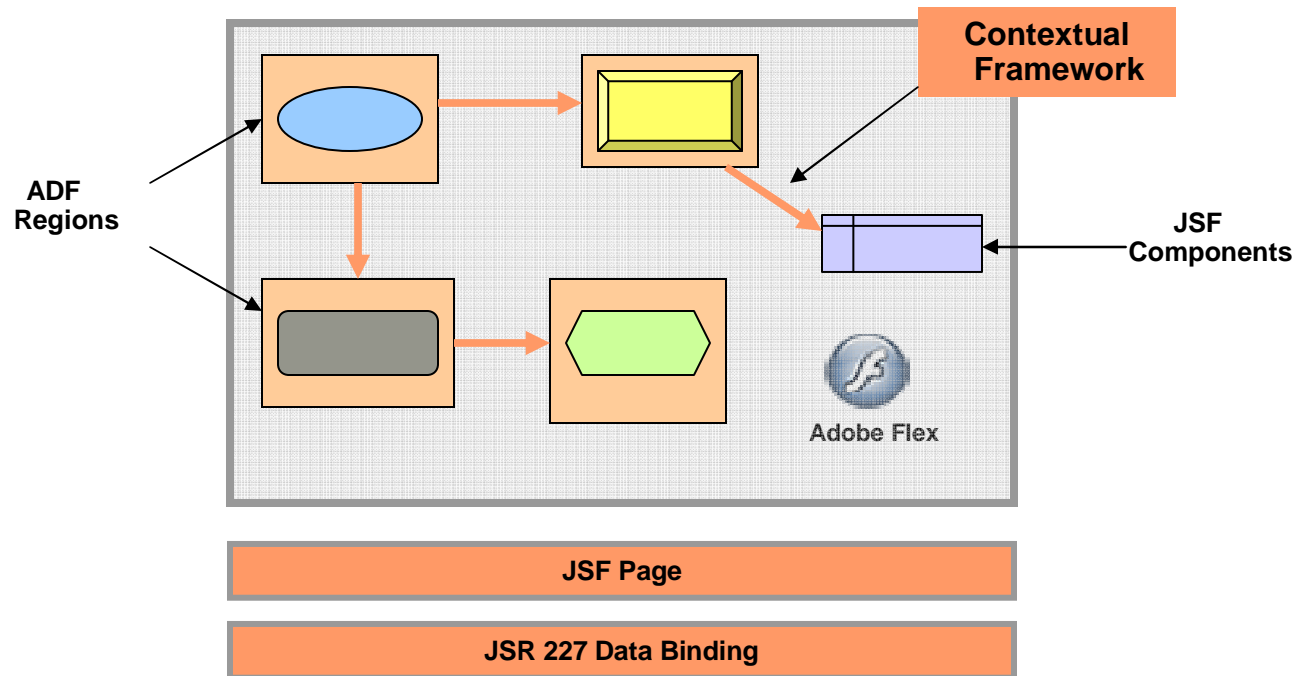 Contextual
Framework
ADF
Regions
JSF
Components
Adobe Flex
JSF Page
JSR 227 Data Binding